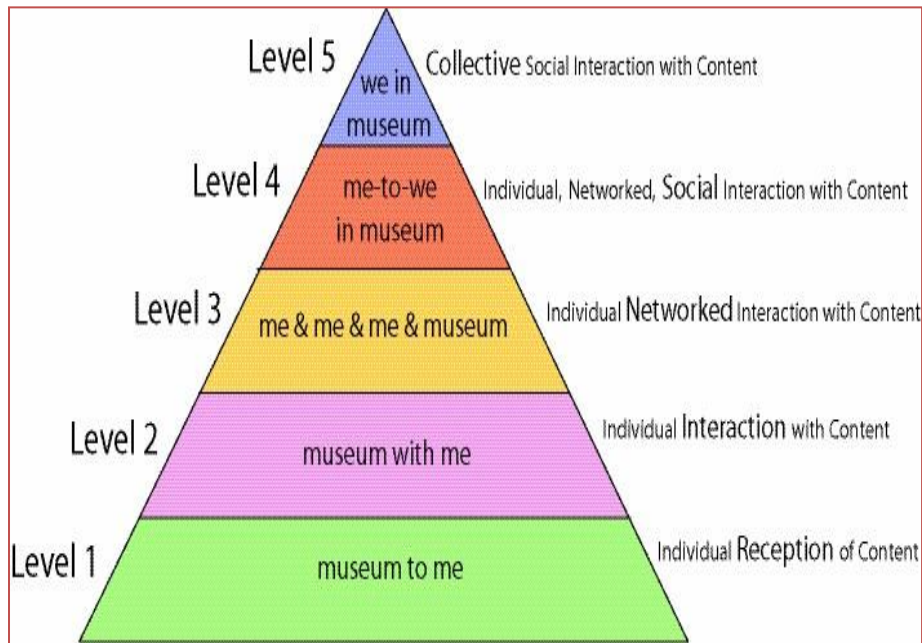 Level 5
we in
museum
Collective Social Interaction with Content
Level 4
me-to-we
in museum
Individual, Networked, Social Interaction with Content
Level 3
me & me & me & museum
Individual Networked Interaction with Content
Level 2
museum with me
Individual Interaction with Content
Level 1
museum to me
Individual Reception of Content